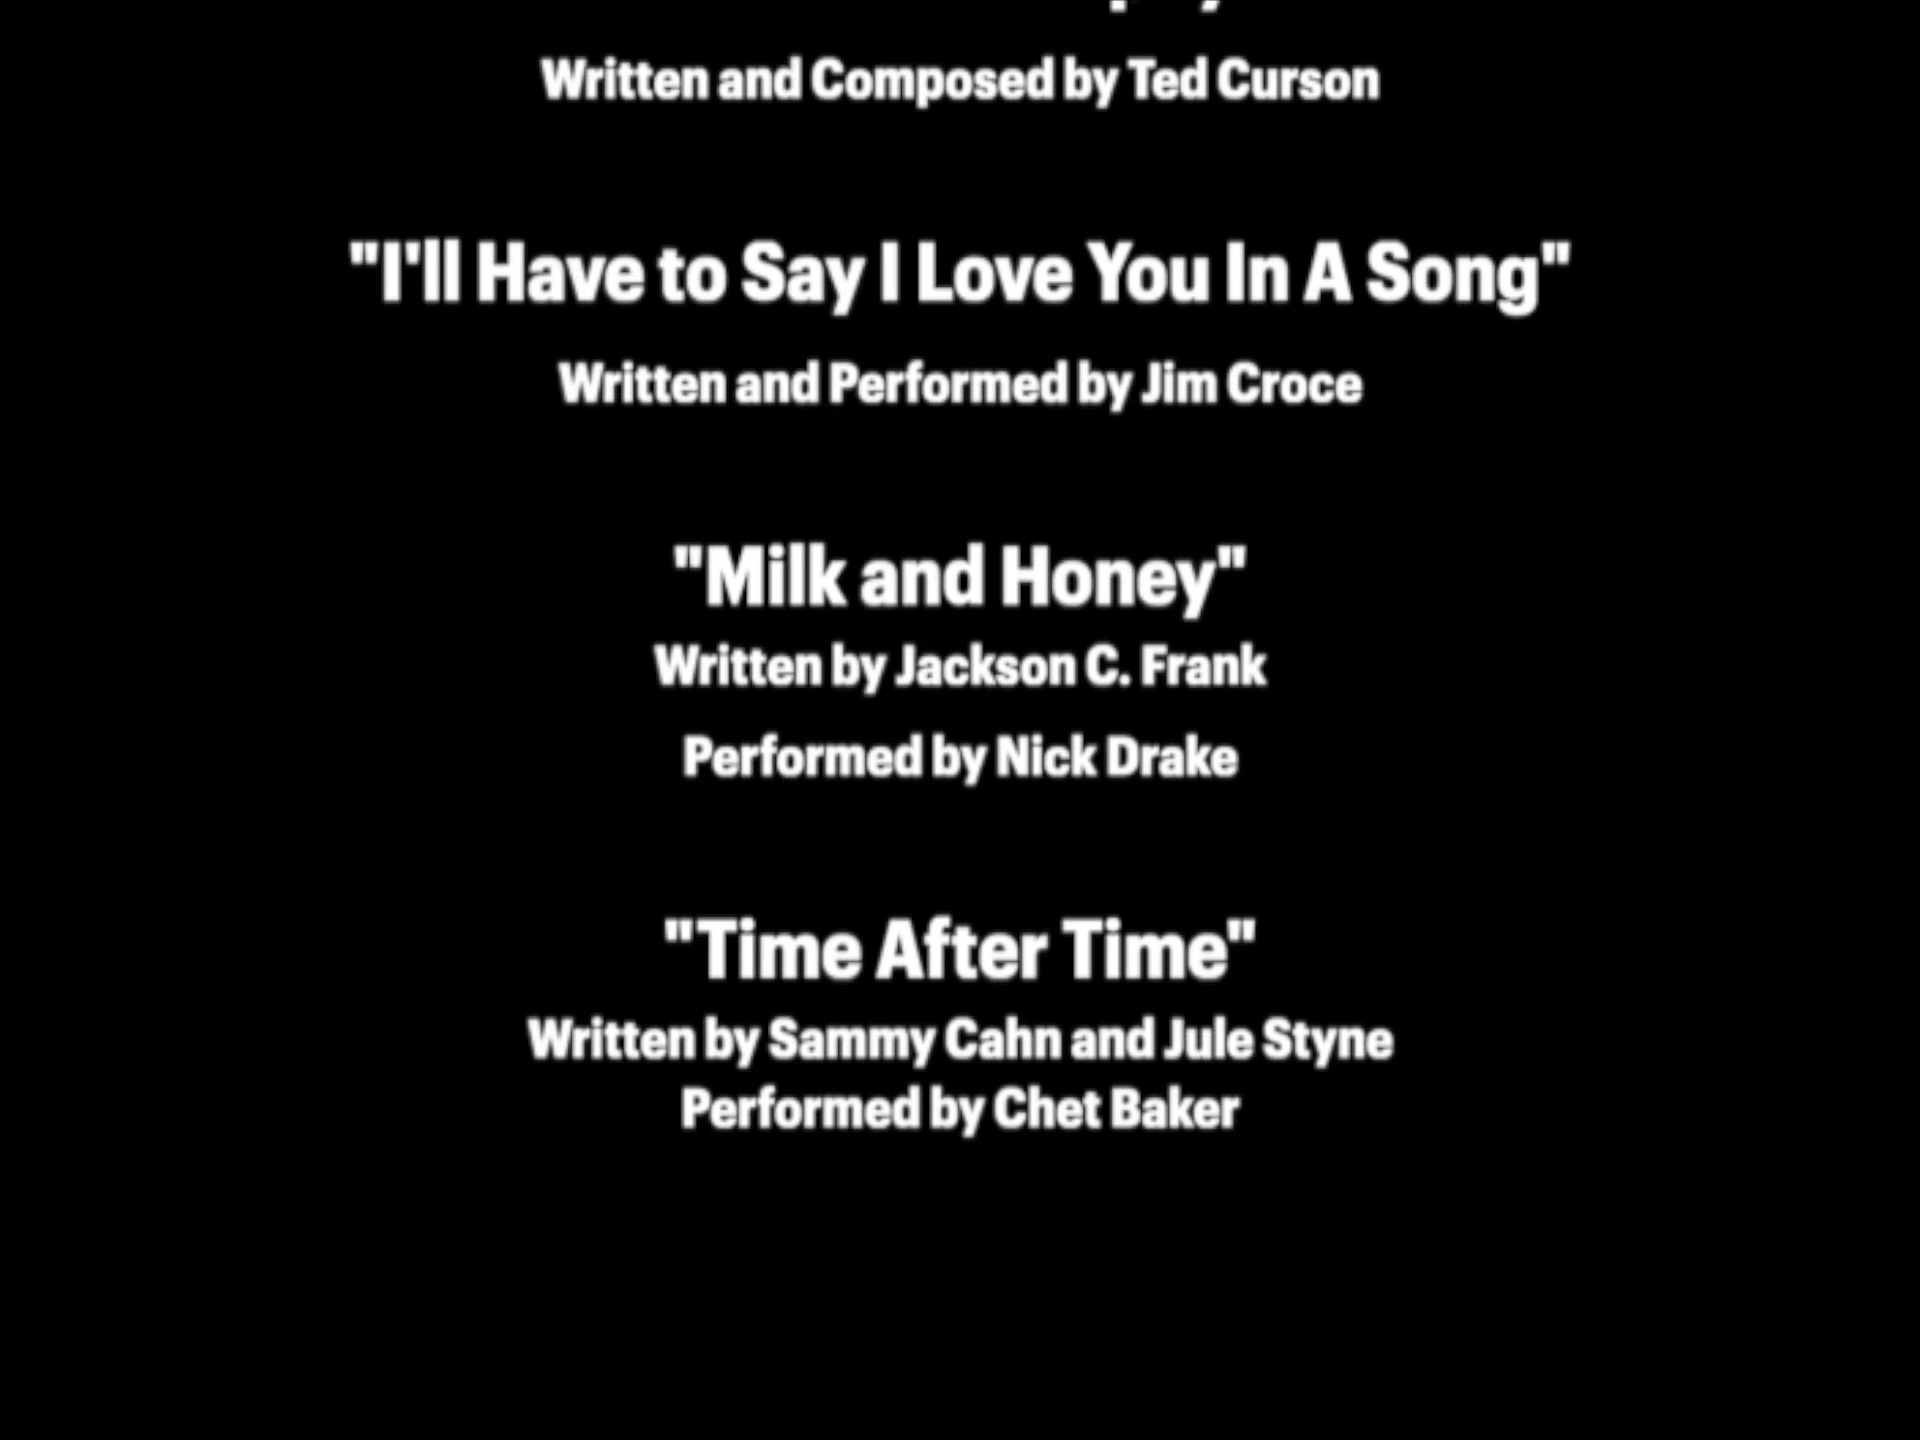 Written and Composed by Ted Curson
"I'll Have to Say I Love You In A Song"
Written and Performed by Jim Croce
"Milk and Honey"
Written by Jackson C. Frank
Performed by Nick Drake
"Time After Time"
Written by Sammy Cahn and Jule Styne
Performed by Chet Baker